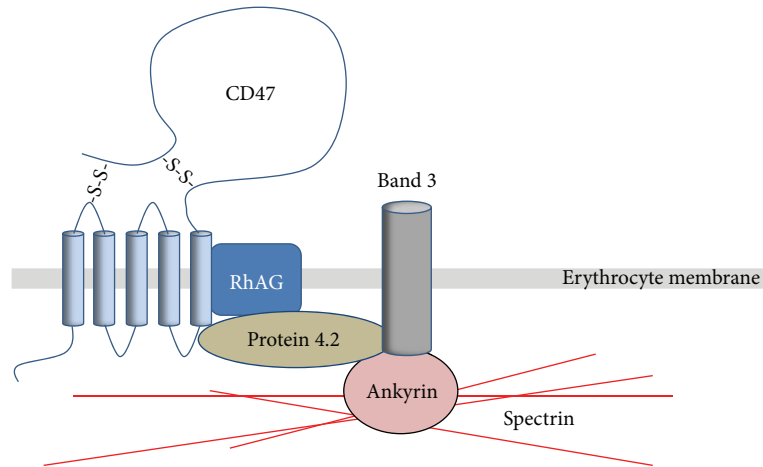 CD47
-S-S-
-S-S-
Band 3
RhAG
Erythrocyte membrane
Protein 4.2
Ankyrin
Spectrin